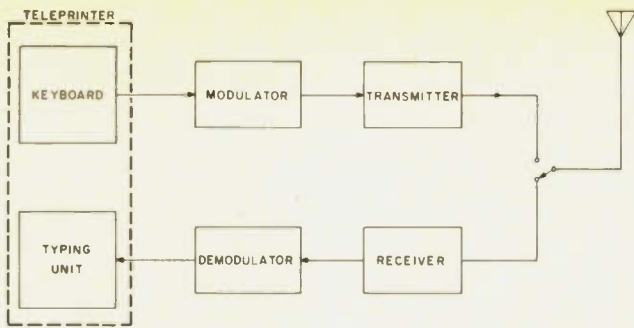 TELEPRINTER
KEYBOARD
MODULATOR
TRANSMITTER
TYPING
UNIT
DEMODULATOR
RECEIVER